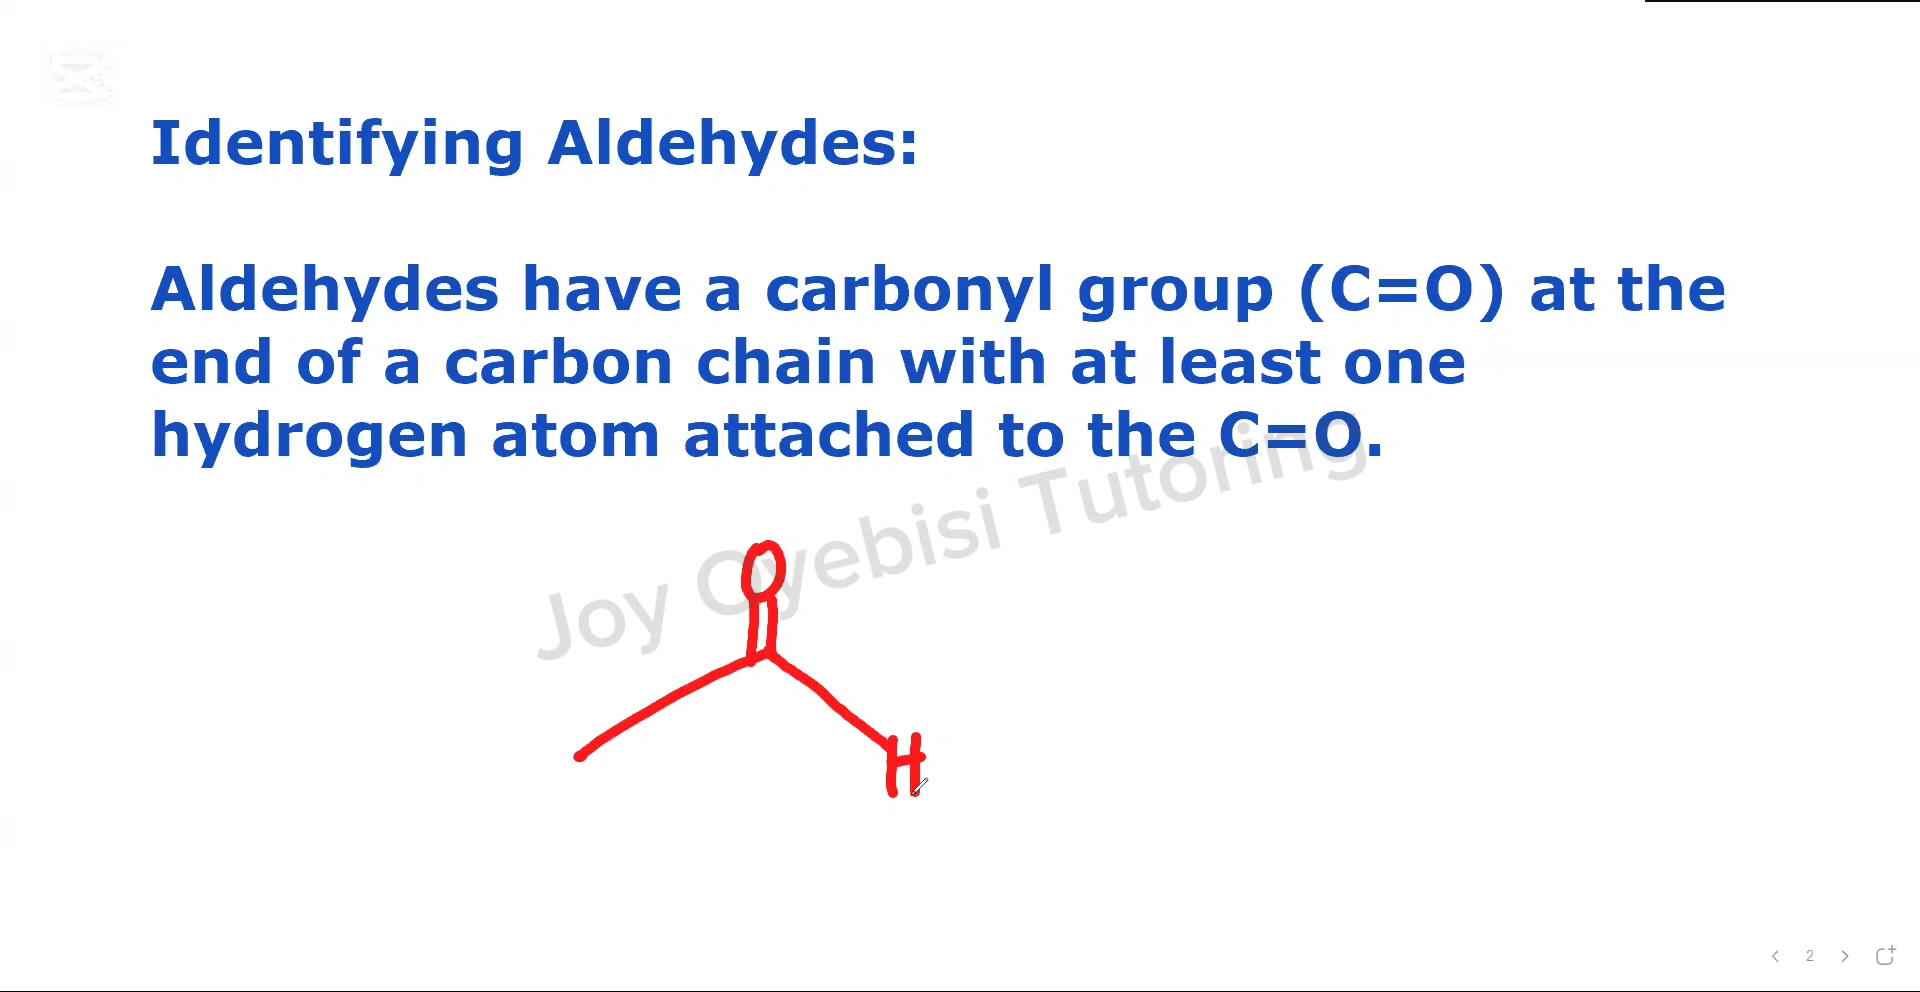 Identifying Aldehydes:
Aldehydes have a carbonyl group (C=O) at the
end of a carbon chain with at least one
hydrogen atom attached to the C=O.
Joy Oyebisi Tutoring
O
H
2